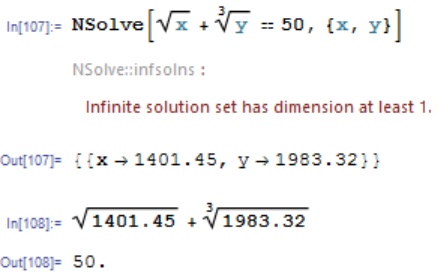 In[107]:= NSolve[√x + ∛y == 50, {x, y}]
NSolve::infsolns :
Infinite solution set has dimension at least 1.
Out[107]= {{x → 1401.45, y → 1983.32}}
In[108]:= √1401.45 + ∛1983.32
Out[108]= 50.